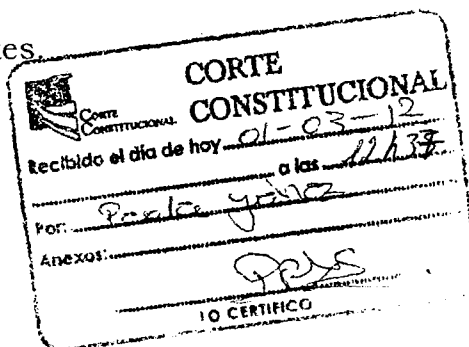 es.
CORTE
CONSTITUCIONAL
CORTE
CONSTITUCIONAL
Recibido el día de hoy 01-03-12
a las 12h38
Por: Paola
Anexos:
LO CERTIFICO